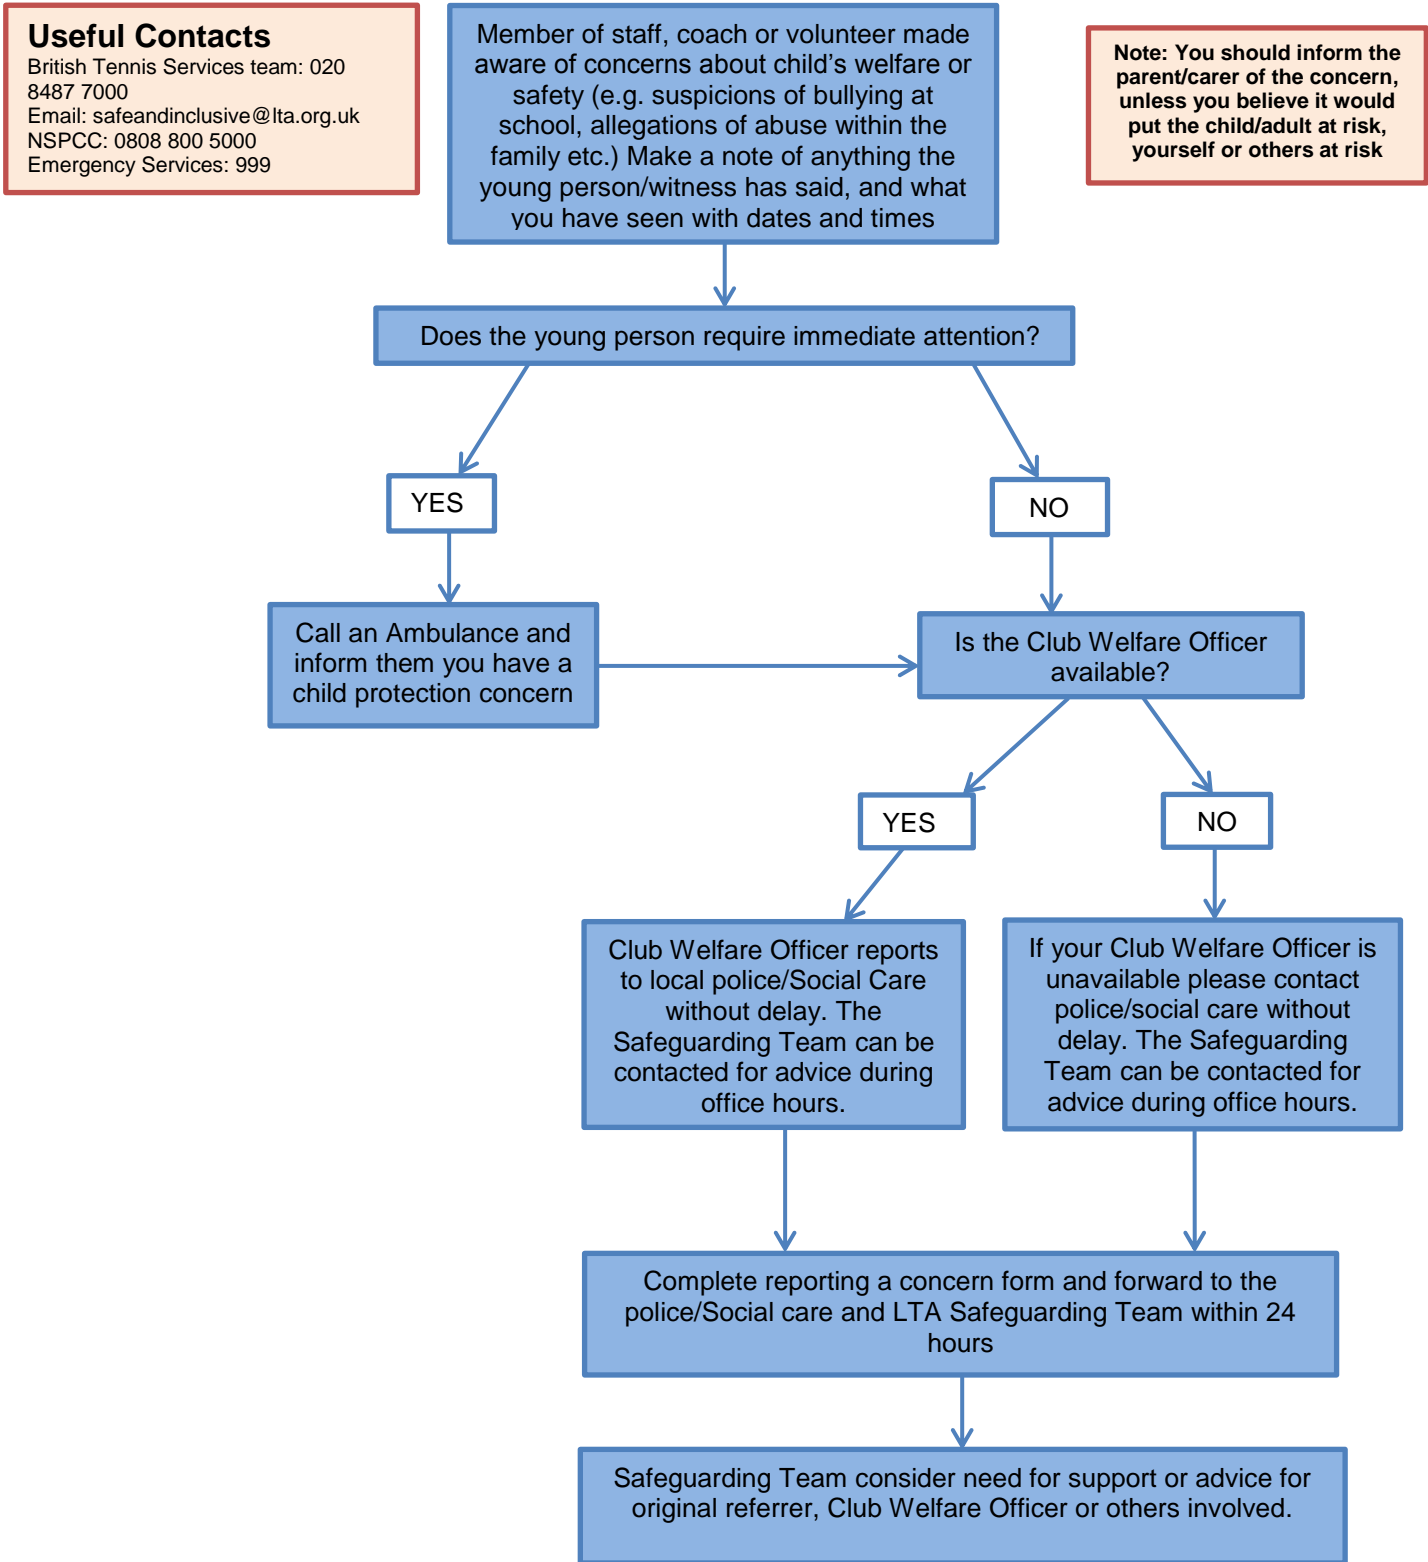 Useful Contacts
British Tennis Services team: 020
8487 7000
Email: safeandinclusive@lta.org.uk
NSPCC: 0808 800 5000
Emergency Services: 999
Member of staff, coach or volunteer made
aware of concerns about child's welfare or
safety (e.g. suspicions of bullying at
school, allegations of abuse within the
family etc.) Make a note of anything the
young person/witness has said, and what
you have seen with dates and times
Note: You should inform the
parent/carer of the concern,
unless you believe it would
put the child/adult at risk,
yourself or others at risk
Does the young person require immediate attention?
YES
NO
Call an Ambulance and
inform them you have a
child protection concern
Is the Club Welfare Officer
available?
YES
NO
Club Welfare Officer reports
to local police/Social Care
without delay. The
Safeguarding Team can be
contacted for advice during
office hours.
If your Club Welfare Officer is
unavailable please contact
police/social care without
delay. The Safeguarding
Team can be contacted for
advice during office hours.
Complete reporting a concern form and forward to the
police/Social care and LTA Safeguarding Team within 24
hours
Safeguarding Team consider need for support or advice for
original referrer, Club Welfare Officer or others involved.